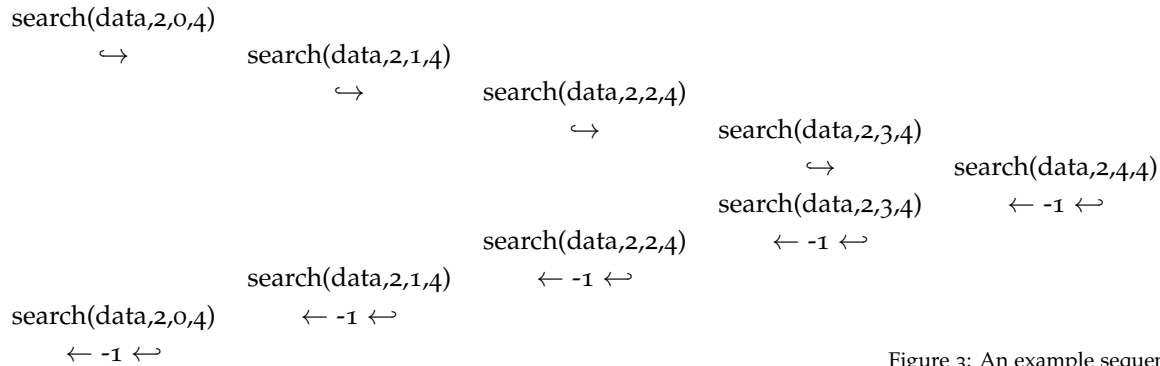 search(data,2,0,4)
↪ search(data,2,1,4)
↪ search(data,2,2,4)
↪ search(data,2,3,4)
↪ search(data,2,4,4)
search(data,2,3,4) ← -1 ↩
search(data,2,2,4) ← -1 ↩
search(data,2,1,4) ← -1 ↩
search(data,2,0,4) ← -1 ↩
← -1 ↩
Figure 3: An example